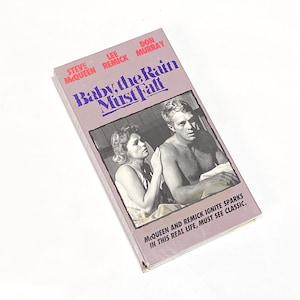 STEVE McQUEEN
LEE REMICK
DON MURRAY
Baby, the Rain
Must Fall
McQUEEN AND REMICK IGNITE SPARKS
IN THIS REAL LIFE, MUST SEE CLASSIC.